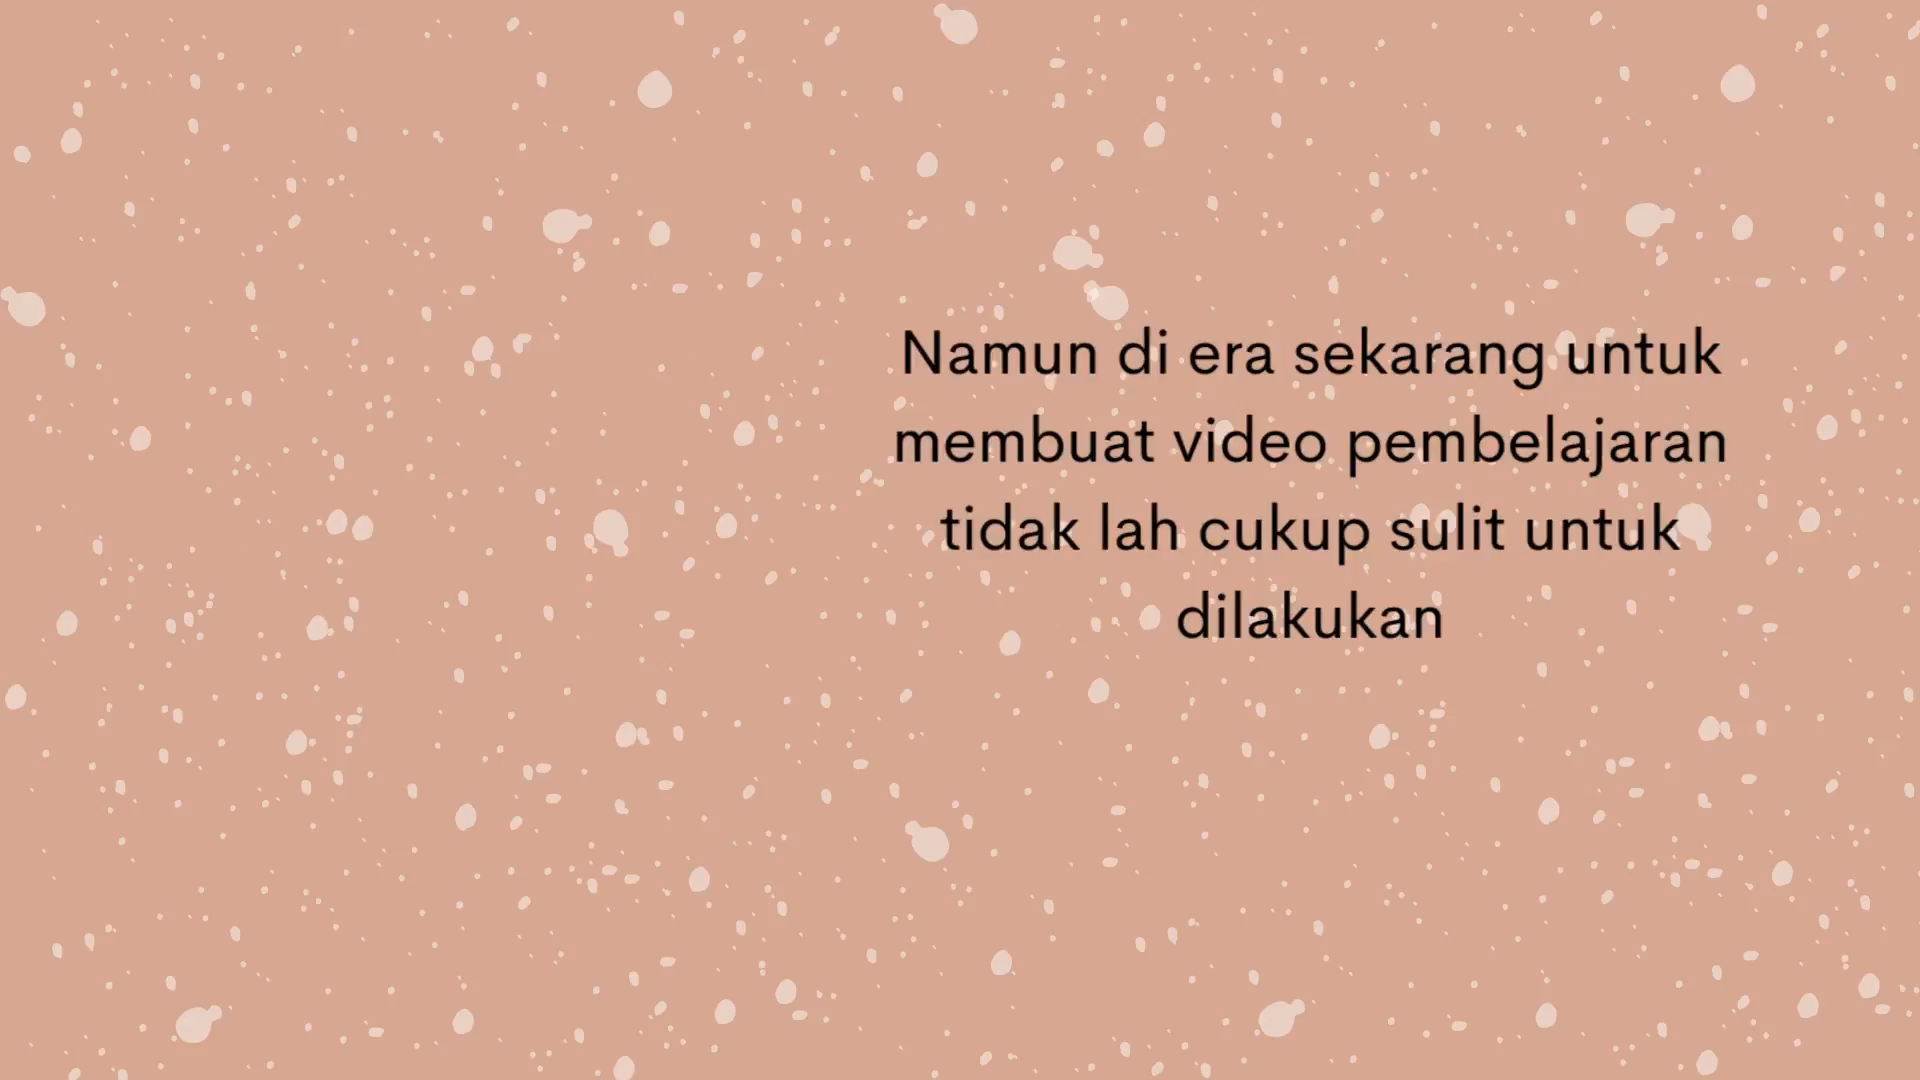 Namun di era sekarang untuk
membuat video pembelajaran
tidak lah cukup sulit untuk
dilakukan